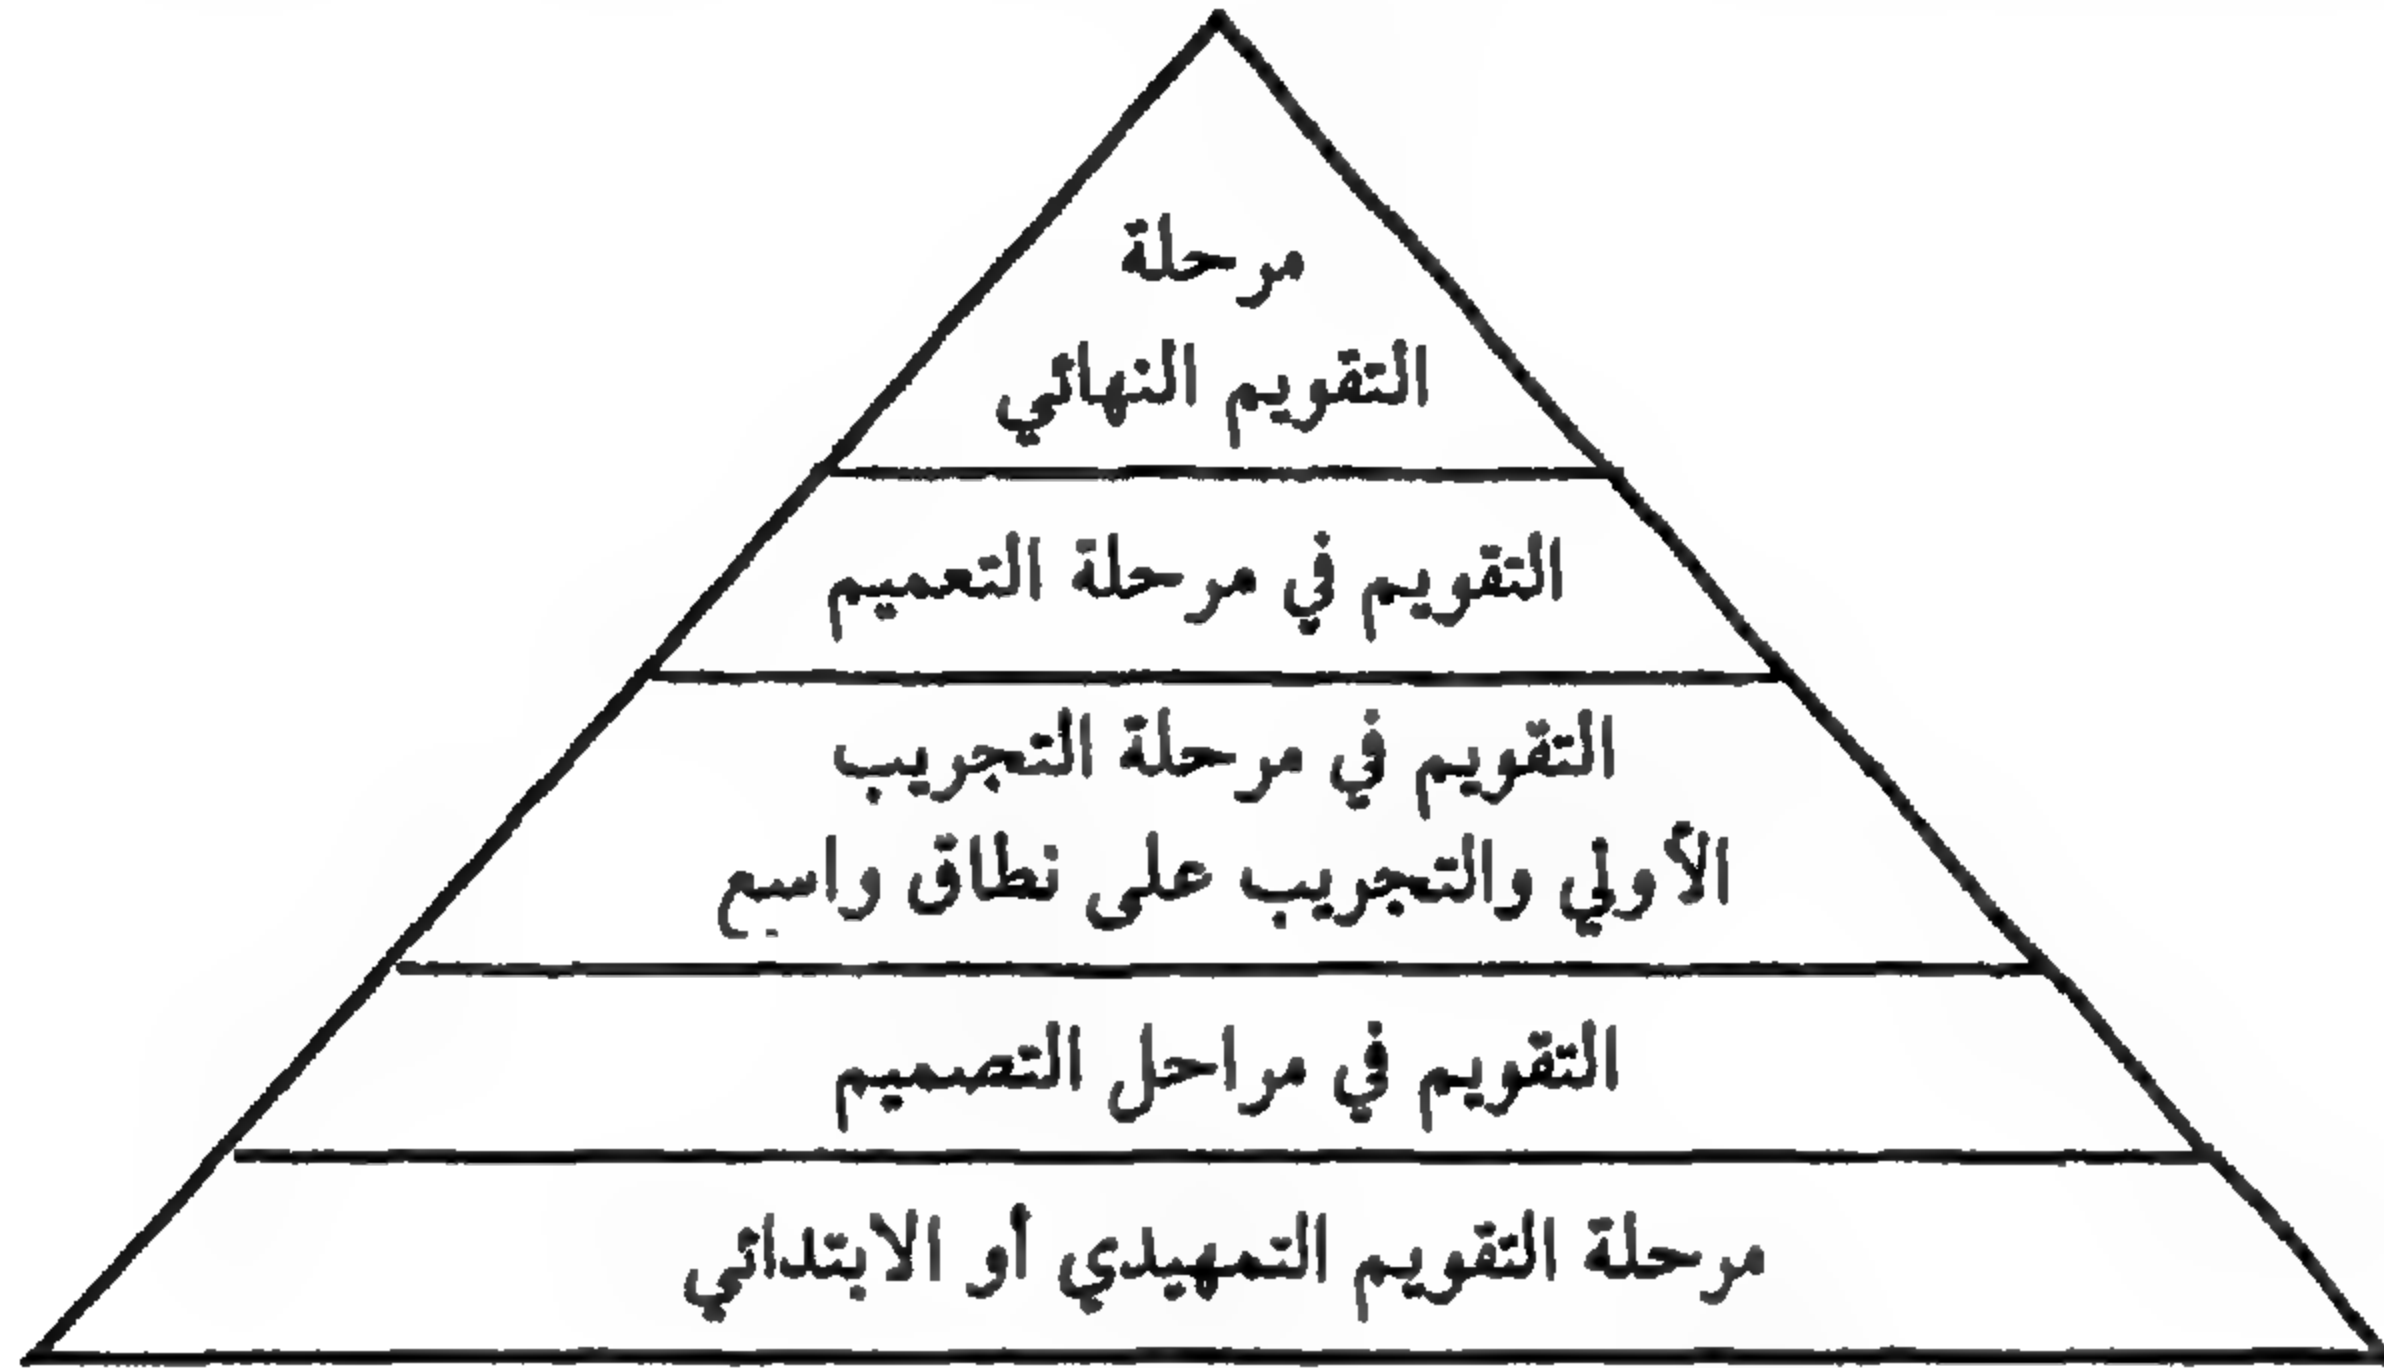 مرحلة
التقويم النهائي
التقويم في مرحلة التعميم
التقويم في مرحلة التجريب
الأولي والتجريب على نطاق واسع
التقويم في مراحل التصميم
مرحلة التقويم التمهيدي أو الابتدائي